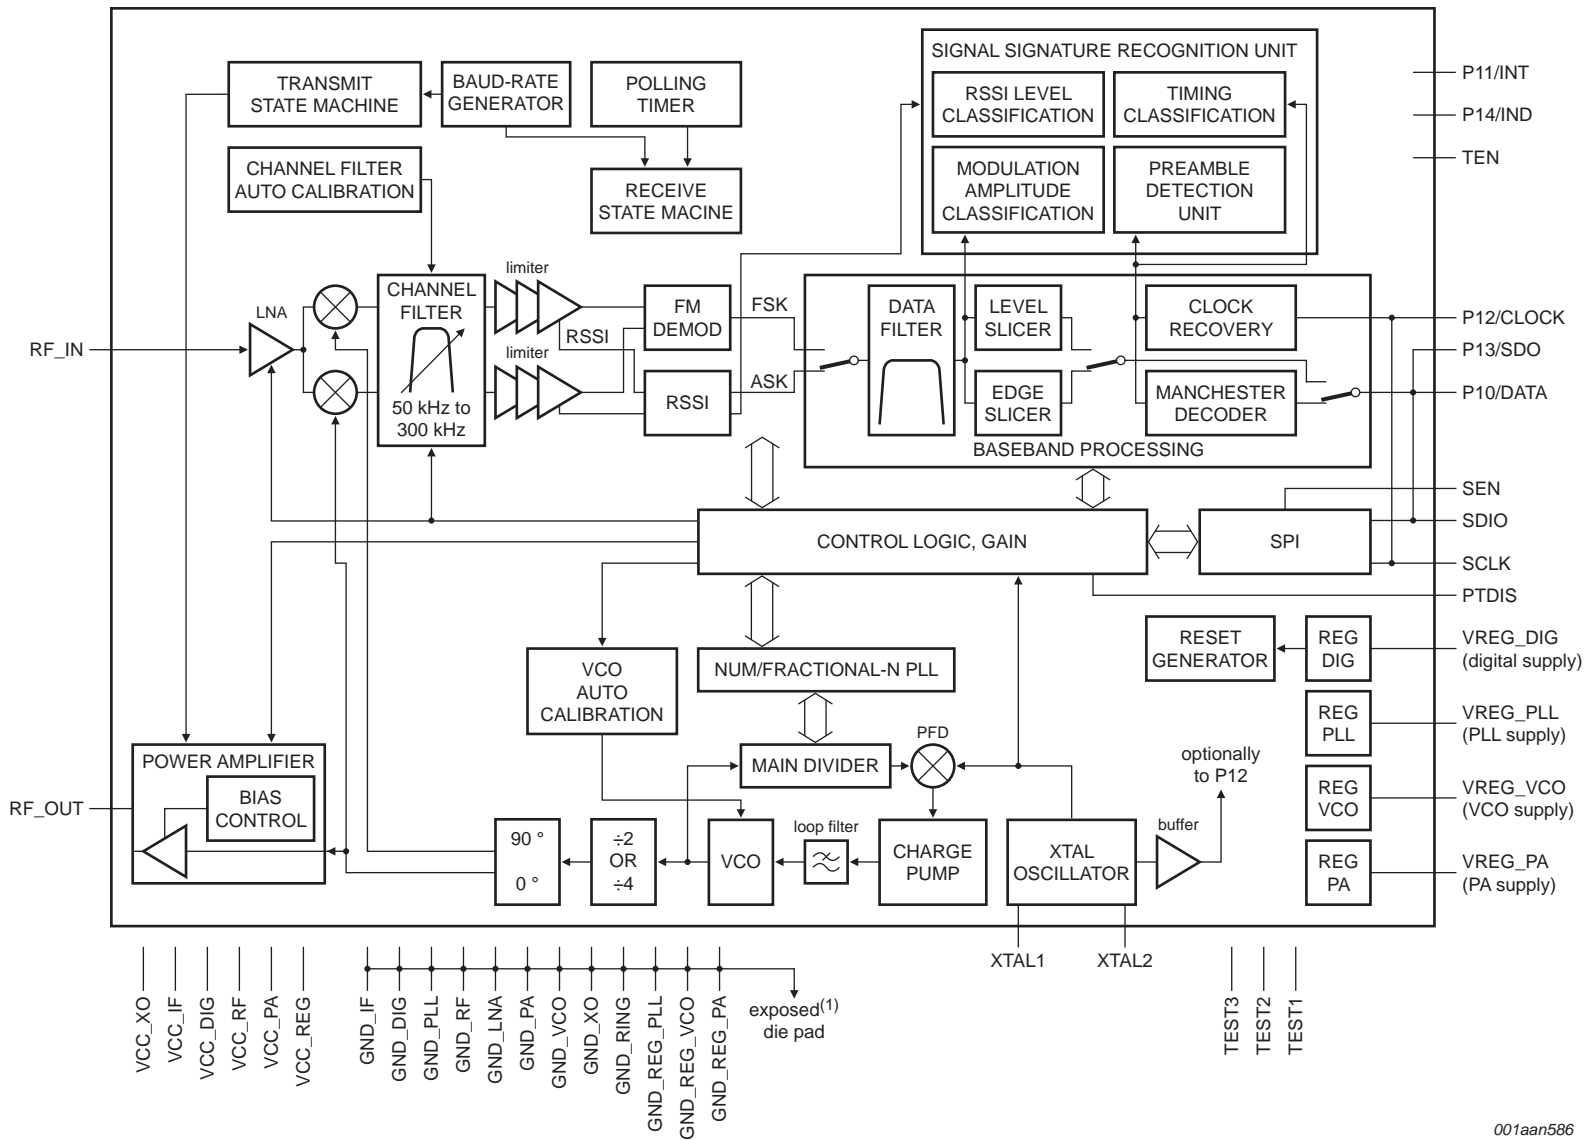 SIGNAL SIGNATURE RECOGNITION UNIT
RSSI LEVEL
CLASSIFICATION
TIMING
CLASSIFICATION
MODULATION
AMPLITUDE
CLASSIFICATION
PREAMBLE
DETECTION
UNIT
TRANSMIT
STATE MACHINE
BAUD-RATE
GENERATOR
POLLING
TIMER
CHANNEL FILTER
AUTO CALIBRATION
RECEIVE
STATE MACINE
P11/INT
P14/IND
TEN
RF_IN
LNA
CHANNEL
FILTER
50 kHz to
300 kHz
limiter
RSSI
limiter
FM
DEMOD
RSSI
FSK
ASK
DATA
FILTER
LEVEL
SLICER
EDGE
SLICER
CLOCK
RECOVERY
MANCHESTER
DECODER
BASEBAND PROCESSING
P12/CLOCK
P13/SDO
P10/DATA
SEN
SDIO
SCLK
PTDIS
CONTROL LOGIC, GAIN
SPI
VCO
AUTO
CALIBRATION
NUM/FRACTIONAL-N PLL
RESET
GENERATOR
REG
DIG
VREG_DIG
(digital supply)
REG
PLL
VREG_PLL
(PLL supply)
REG
VCO
VREG_VCO
(VCO supply)
REG
PA
VREG_PA
(PA supply)
MAIN DIVIDER
PFD
optionally
to P12
POWER AMPLIFIER
BIAS
CONTROL
RF_OUT
90 °
0 °
÷2
OR
÷4
VCO
loop filter
CHARGE
PUMP
XTAL
OSCILLATOR
buffer
XTAL1
XTAL2
VCC_XO
VCC_IF
VCC_DIG
VCC_RF
VCC_PA
VCC_REG
GND_IF
GND_DIG
GND_PLL
GND_RF
GND_LNA
GND_PA
GND_VCO
GND_XO
GND_RING
GND_REG_PLL
GND_REG_VCO
GND_REG_PA
exposed(1)
die pad
TEST3
TEST2
TEST1
001aan586